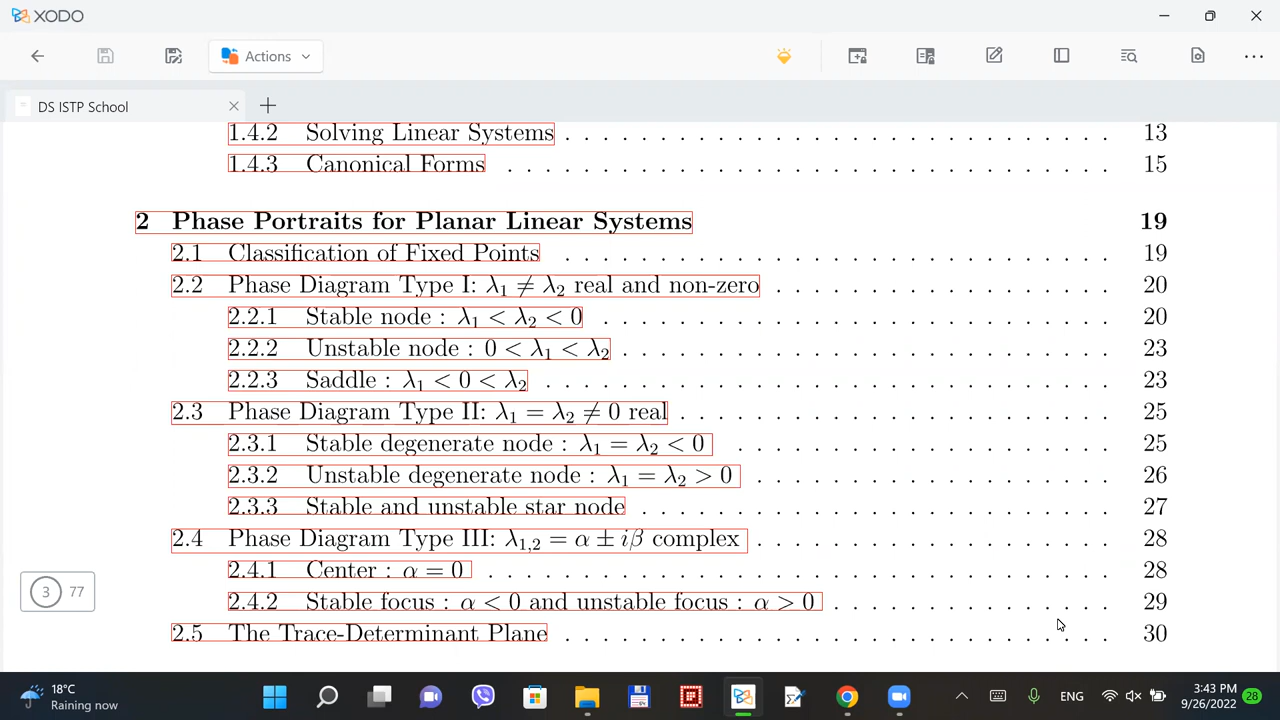 XODO
Actions
DS ISTP School
1.4.2 Solving Linear Systems . . . . . . . . . . . . . . . . . . . . . . . . . . . . . 13
1.4.3 Canonical Forms . . . . . . . . . . . . . . . . . . . . . . . . . . . . . . . . 15
2 Phase Portraits for Planar Linear Systems 19
2.1 Classification of Fixed Points . . . . . . . . . . . . . . . . . . . . . . . . . . . . . 19
2.2 Phase Diagram Type I: λ₁ ≠ λ₂ real and non-zero . . . . . . . . . . . . . . . . . . 20
2.2.1 Stable node : λ₁ < λ₂ < 0 . . . . . . . . . . . . . . . . . . . . . . . . . . . 20
2.2.2 Unstable node : 0 < λ₁ < λ₂ . . . . . . . . . . . . . . . . . . . . . . . . . . 23
2.2.3 Saddle : λ₁ < 0 < λ₂ . . . . . . . . . . . . . . . . . . . . . . . . . . . . . . 23
2.3 Phase Diagram Type II: λ₁ = λ₂ ≠ 0 real . . . . . . . . . . . . . . . . . . . . . . . 25
2.3.1 Stable degenerate node : λ₁ = λ₂ < 0 . . . . . . . . . . . . . . . . . . . . 25
2.3.2 Unstable degenerate node : λ₁ = λ₂ > 0 . . . . . . . . . . . . . . . . . . . 26
2.3.3 Stable and unstable star node . . . . . . . . . . . . . . . . . . . . . . . . . 27
2.4 Phase Diagram Type III: λ₁,₂ = α ± iβ complex . . . . . . . . . . . . . . . . . . . 28
2.4.1 Center : α = 0 . . . . . . . . . . . . . . . . . . . . . . . . . . . . . . . . . 28
2.4.2 Stable focus : α < 0 and unstable focus : α > 0 . . . . . . . . . . . . . . . 29
2.5 The Trace-Determinant Plane . . . . . . . . . . . . . . . . . . . . . . . . . . . . . 30
3 77
18°C
Raining now
ENG
3:43 PM
9/26/2022
28